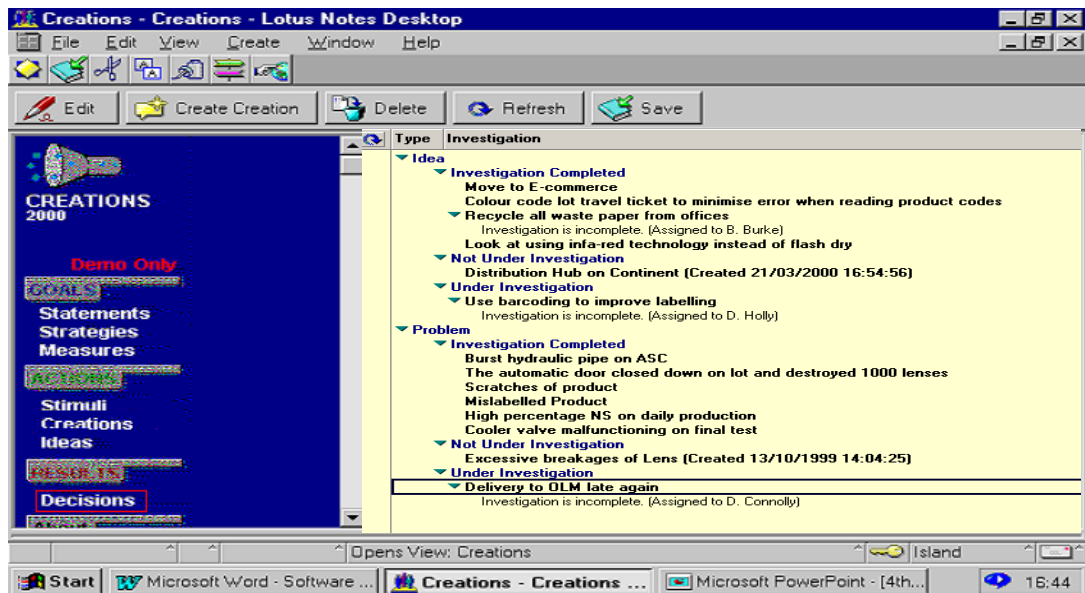 Creations - Creations - Lotus Notes Desktop
File Edit View Create Window Help
Edit Create Creation Delete Refresh Save
CREATIONS
2000
Demo Only
GOALS
Statements
Strategies
Measures
ACTIONS
Stimuli
Creations
Ideas
RESULTS
Decisions
Type Investigation
Idea
Investigation Completed
Move to E-commerce
Colour code lot travel ticket to minimise error when reading product codes
Recycle all waste paper from offices
Investigation is incomplete. (Assigned to B. Burke)
Look at using infa-red technology instead of flash dry
Not Under Investigation
Distribution Hub on Continent (Created 21/03/2000 16:54:56)
Under Investigation
Use barcoding to improve labelling
Investigation is incomplete. (Assigned to D. Holly)
Problem
Investigation Completed
Burst hydraulic pipe on ASC
The automatic door closed down on lot and destroyed 1000 lenses
Scratches of product
Mislabelled Product
High percentage NS on daily production
Cooler valve malfunctioning on final test
Not Under Investigation
Excessive breakages of Lens (Created 13/10/1999 14:04:25)
Under Investigation
Delivery to OLM late again
Investigation is incomplete. (Assigned to D. Connolly)
Opens View: Creations Island
Start Microsoft Word - Software ... Creations - Creations ... Microsoft PowerPoint - [4th... 16:44